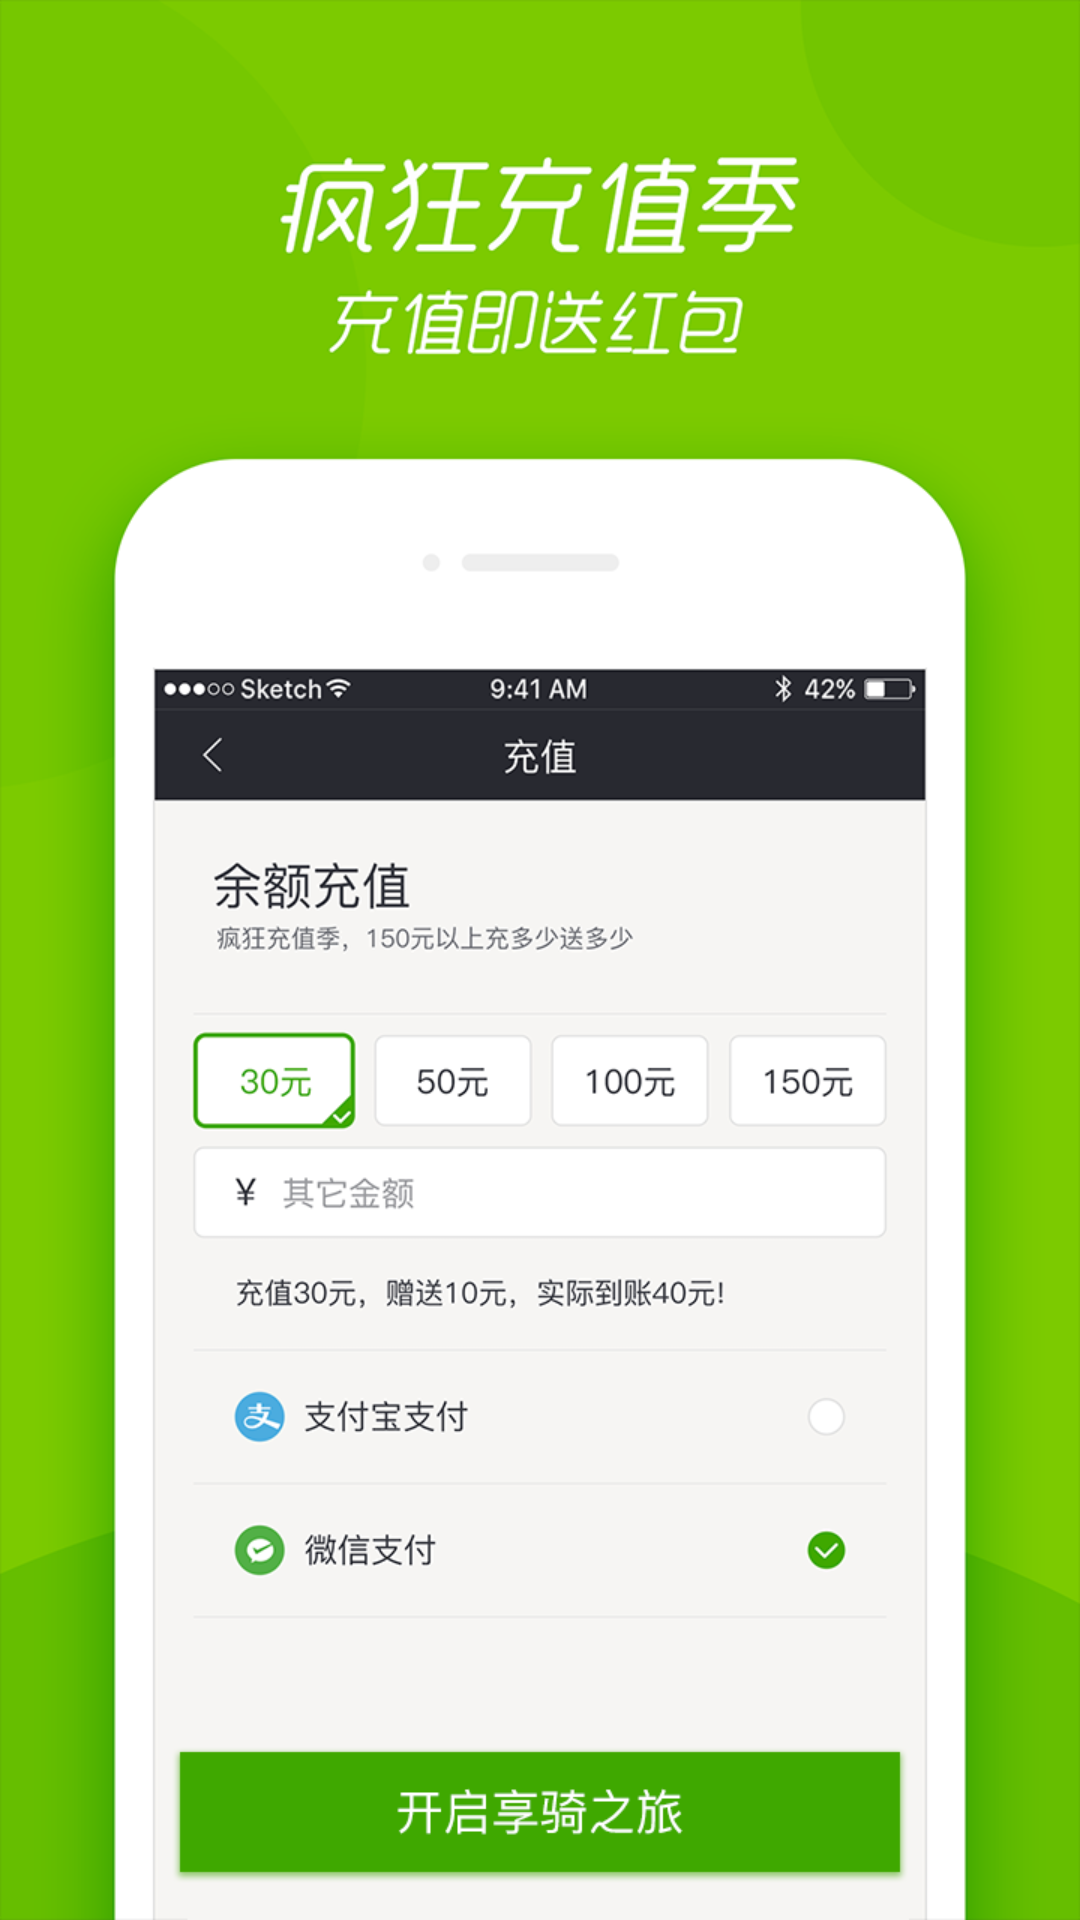 疯狂充值季
充值即送红包
Sketch 9:41 AM 42%
充值
余额充值
疯狂充值季，150元以上充多少送多少
30元 50元 100元 150元
¥ 其它金额
充值30元，赠送10元，实际到账40元!
支 支付宝支付
微信支付
开启享骑之旅